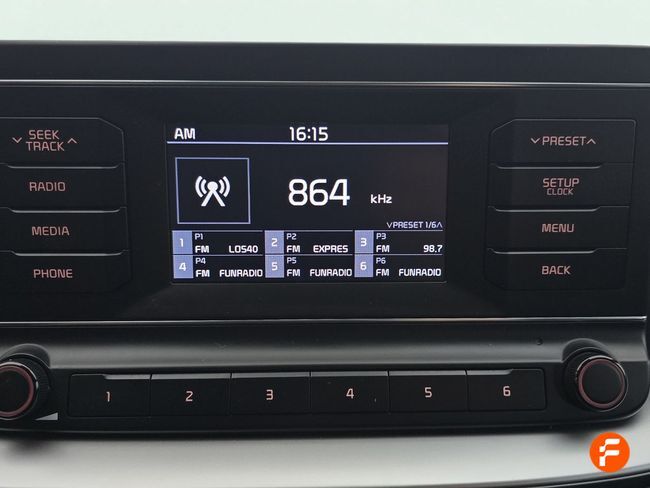 SEEK
TRACK
RADIO
MEDIA
PHONE
AM
16:15
864 kHz
PRESET 1/6
1 P1 FM LOS40
2 P2 FM EXPRES
3 P3 FM 98.7
4 P4 FM FUNRADIO
5 P5 FM FUNRADIO
6 P6 FM FUNRADIO
PRESET
SETUP
CLOCK
MENU
BACK
1 2 3 4 5 6